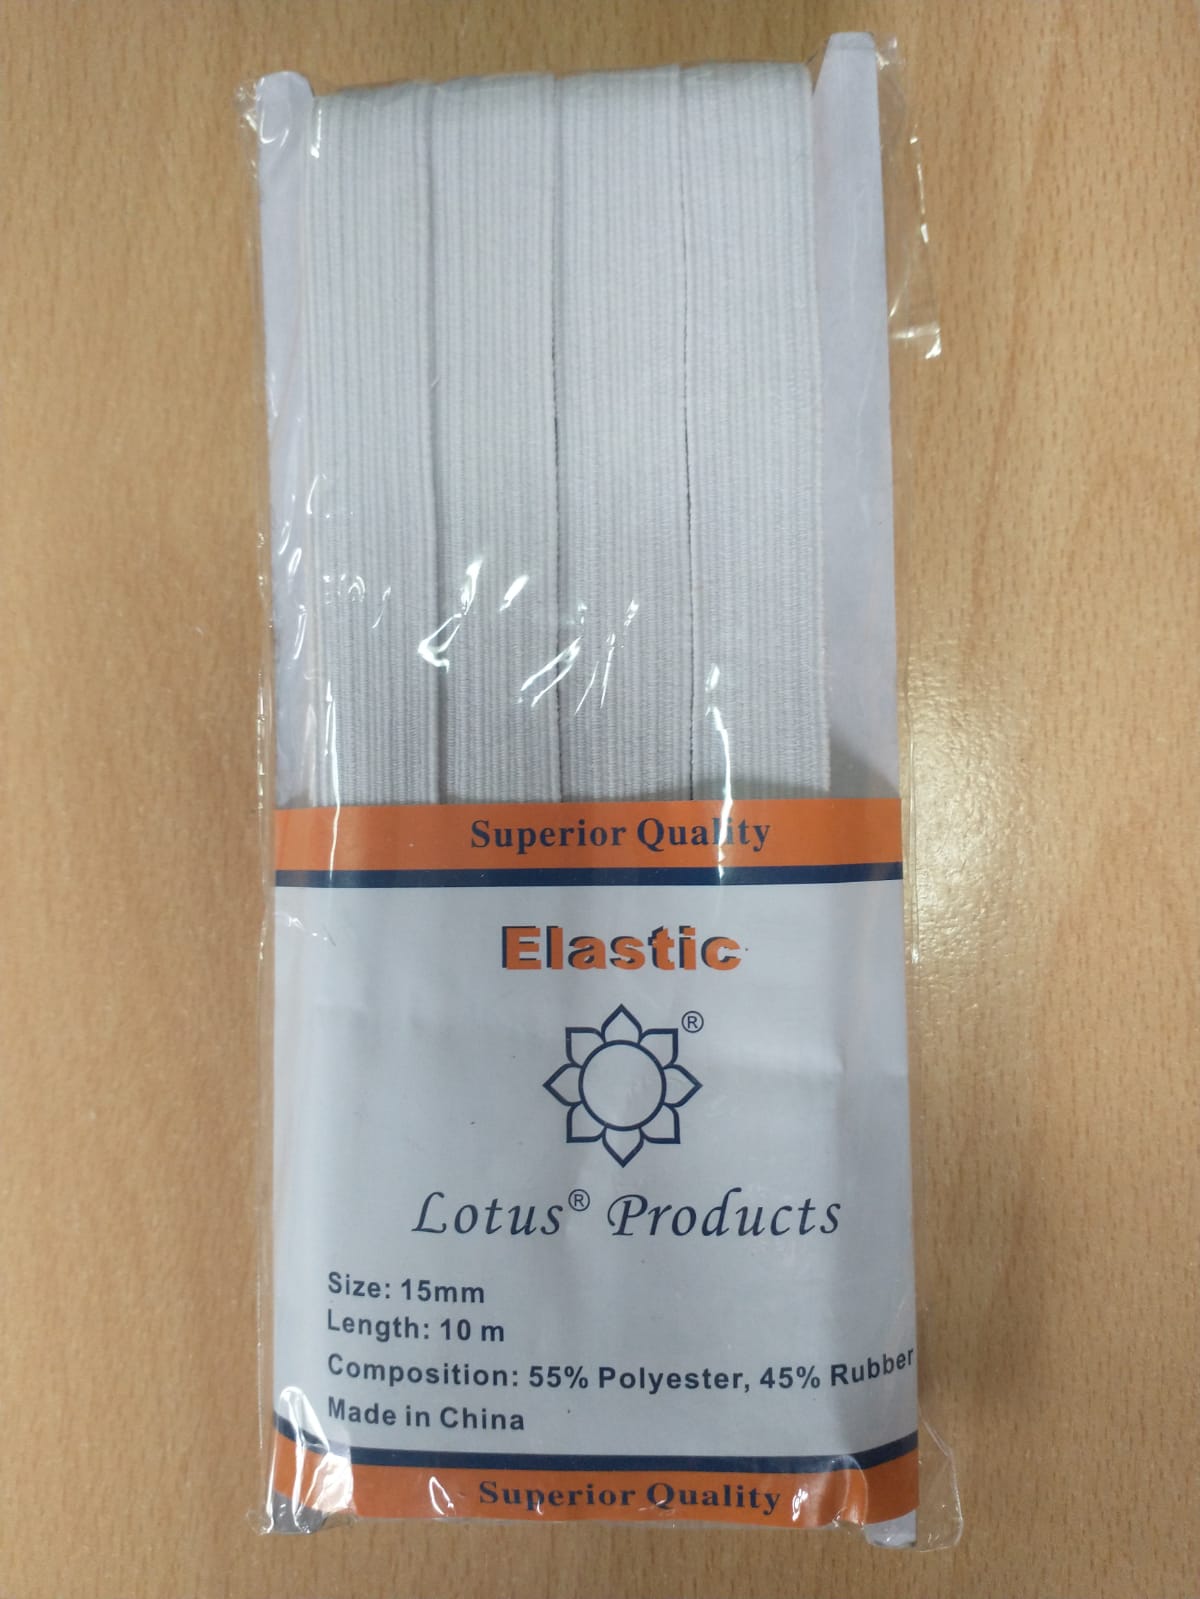 Superior Quality
Elastic
®
Lotus® Products
Size: 15mm
Length: 10 m
Composition: 55% Polyester, 45% Rubber
Made in China
Superior Quality